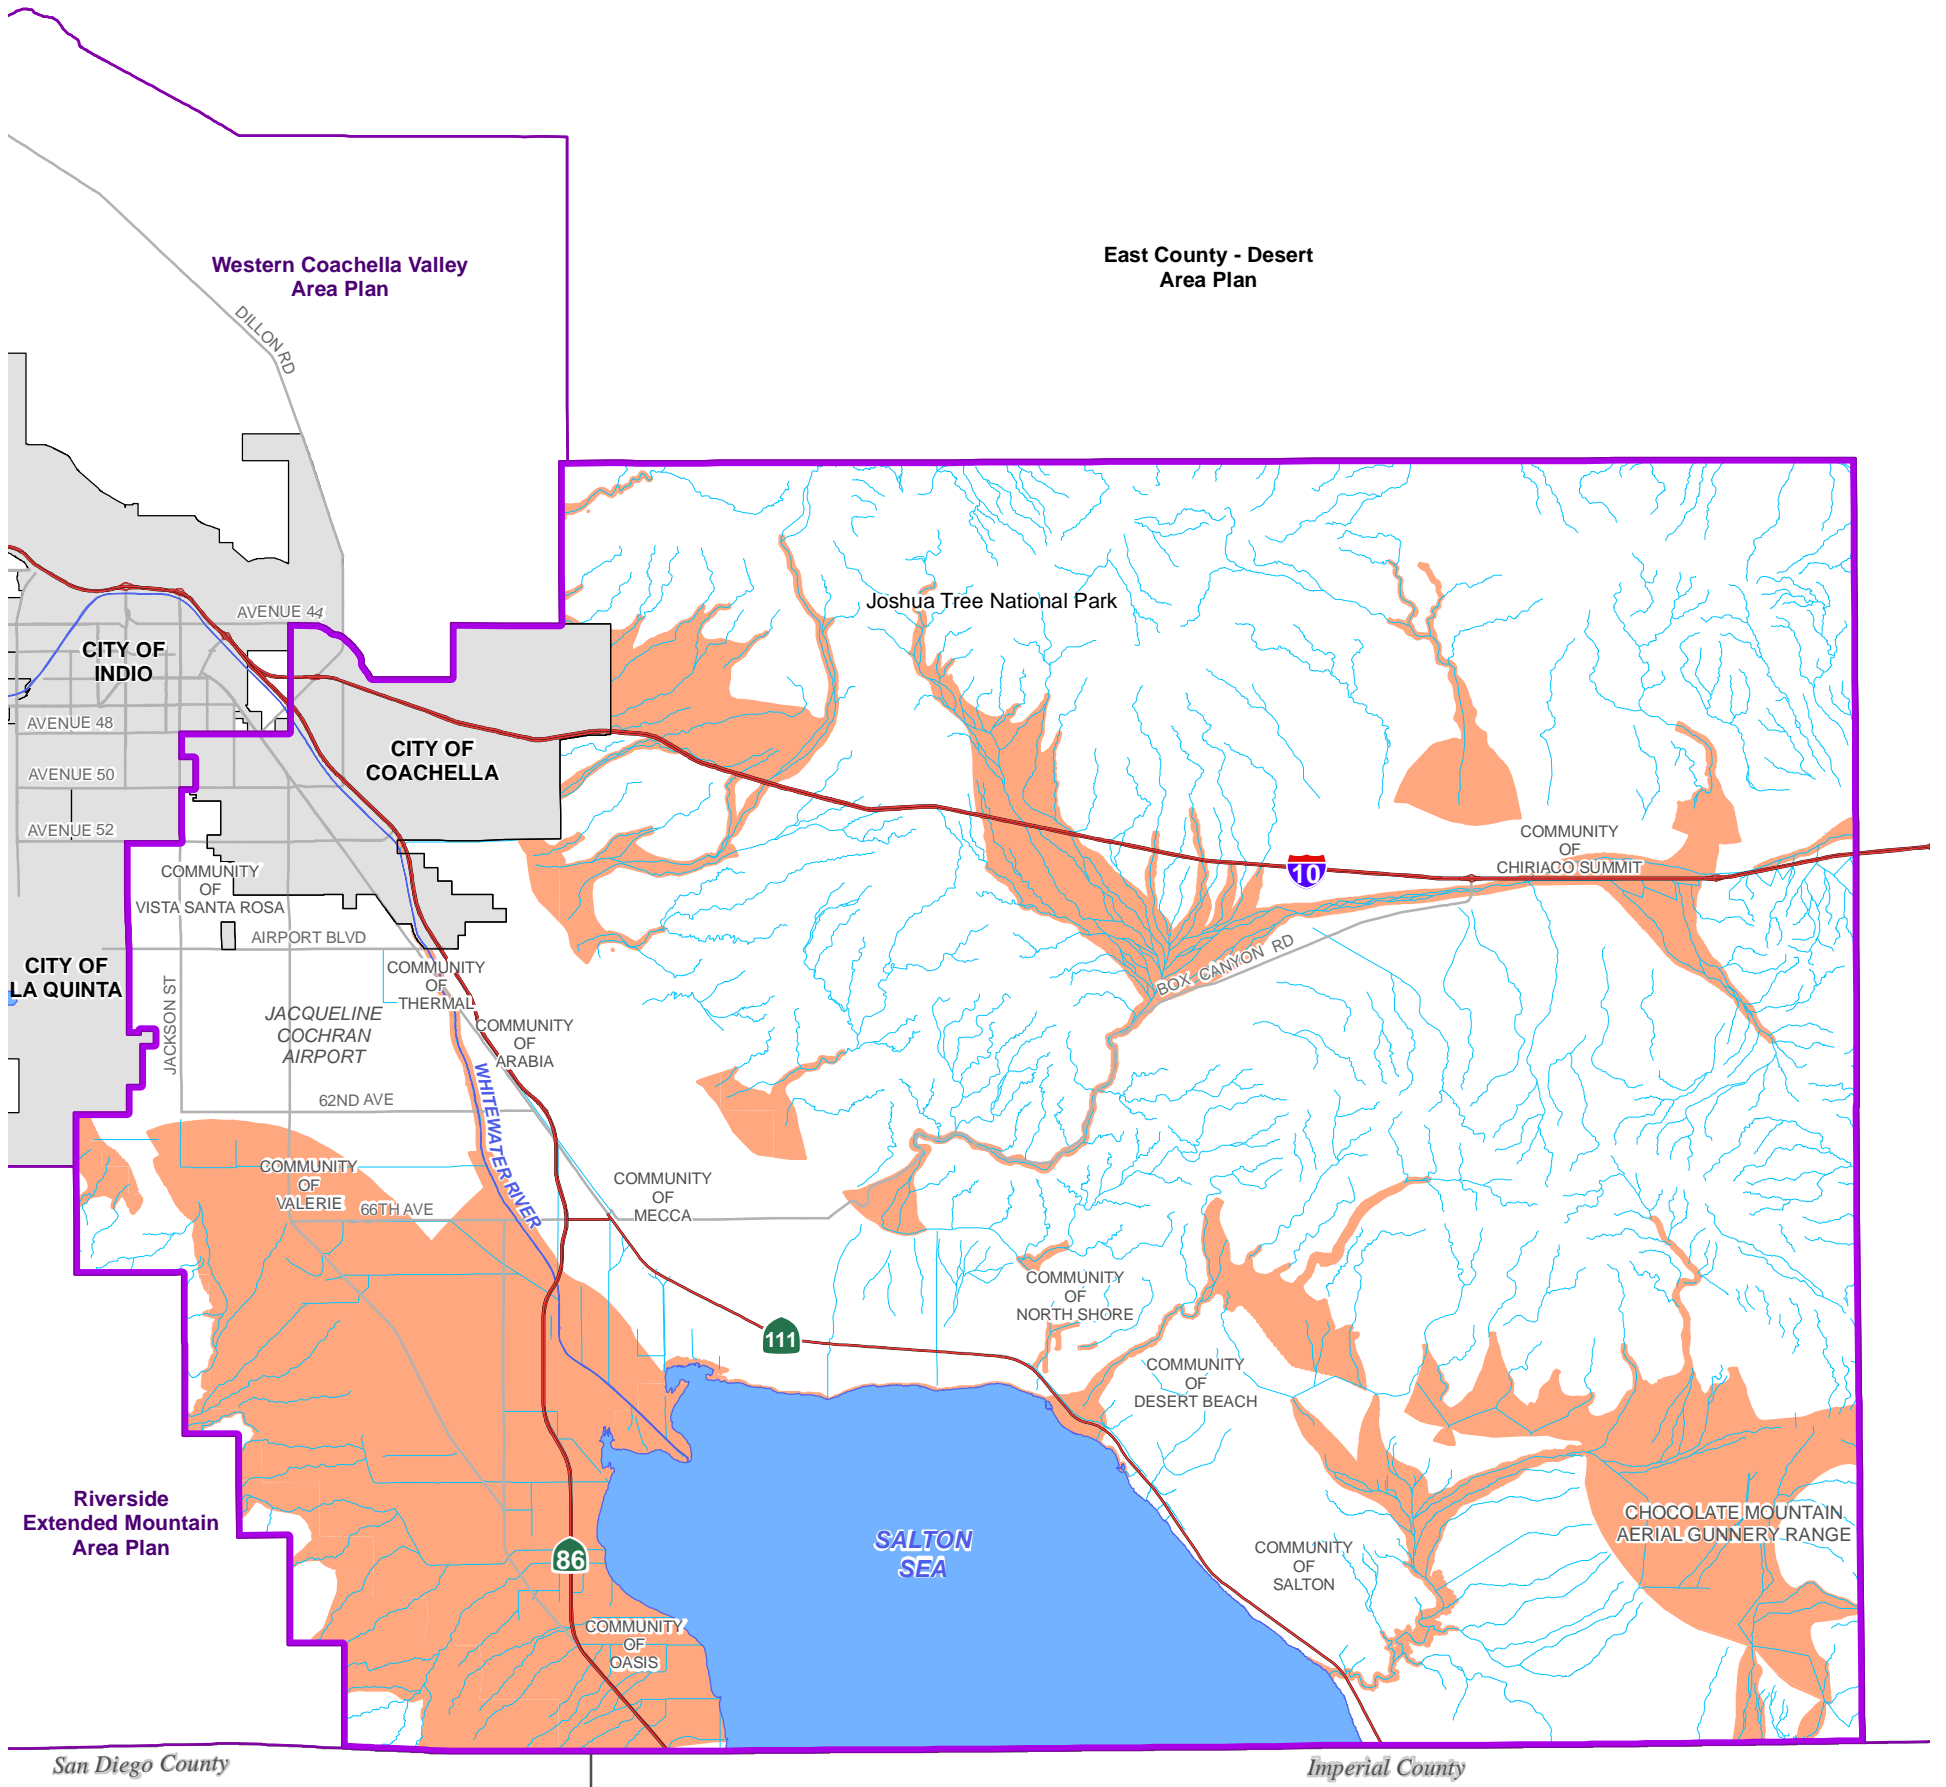 Western Coachella Valley
Area Plan
East County - Desert
Area Plan
DILLON RD
Joshua Tree National Park
AVENUE 44
CITY OF
INDIO
AVENUE 48
CITY OF
COACHELLA
AVENUE 50
AVENUE 52
COMMUNITY
OF
CHIRIACO SUMMIT
10
COMMUNITY
OF
VISTA SANTA ROSA
AIRPORT BLVD
CITY OF
LA QUINTA
JACKSON ST
COMMUNITY
OF
THERMAL
BOX CANYON RD
JACQUELINE
COCHRAN
AIRPORT
COMMUNITY
OF
ARABIA
62ND AVE
WHITEWATER RIVER
COMMUNITY
OF
VALERIE
66TH AVE
COMMUNITY
OF
MECCA
COMMUNITY
OF
NORTH SHORE
111
COMMUNITY
OF
DESERT BEACH
Riverside
Extended Mountain
Area Plan
SALTON
SEA
CHOCOLATE MOUNTAIN
AERIAL GUNNERY RANGE
86
COMMUNITY
OF
SALTON
COMMUNITY
OF
OASIS
San Diego County
Imperial County